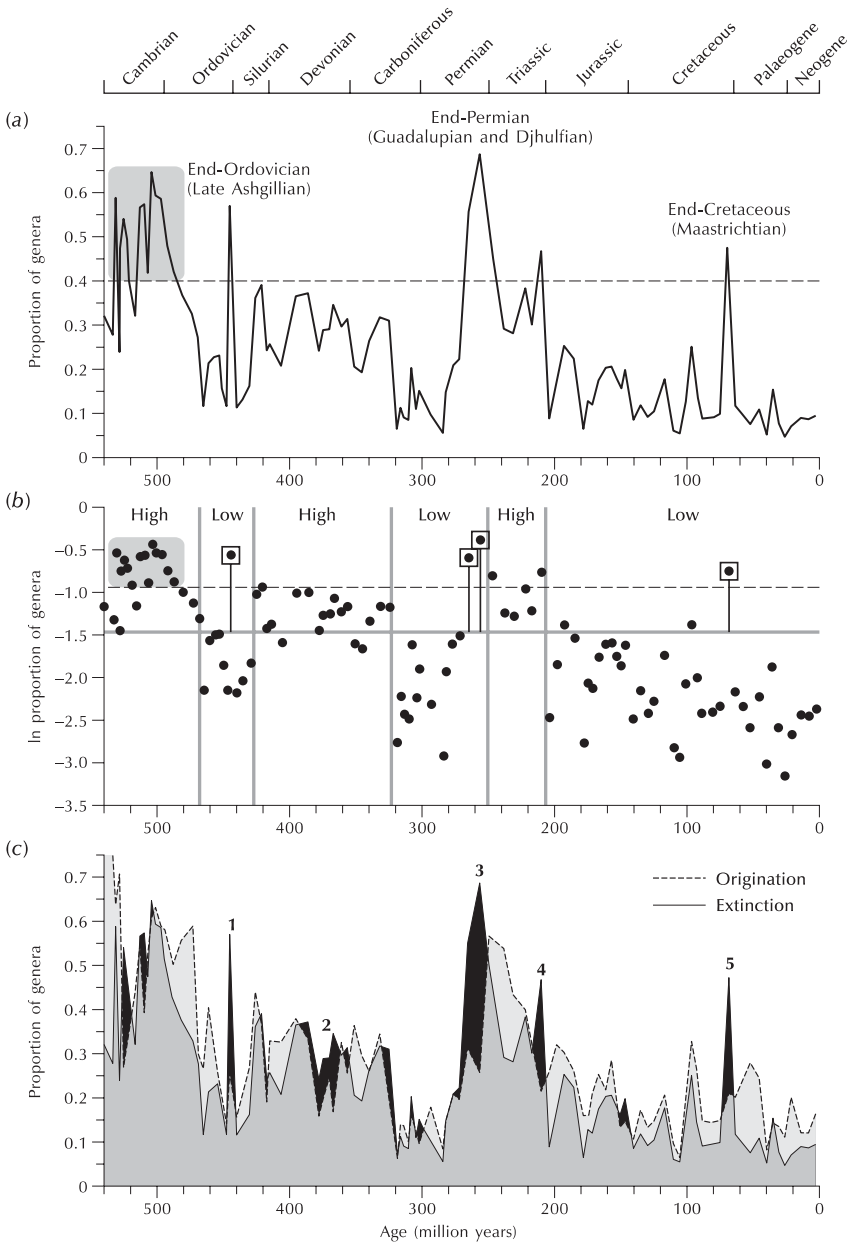 Cambrian
Ordovician
Silurian
Devonian
Carboniferous
Permian
Triassic
Jurassic
Cretaceous
Palaeogene
Neogene
(a)
End-Permian
(Guadalupian and Djhulfian)
End-Ordovician
(Late Ashgillian)
End-Cretaceous
(Maastrichtian)
Proportion of genera
0.7
0.6
0.5
0.4
0.3
0.2
0.1
0
500 400 300 200 100 0
(b)
High Low High Low High Low
ln proportion of genera
0
−0.5
−1.0
−1.5
−2.0
−2.5
−3.0
−3.5
500 400 300 200 100 0
(c)
Origination
Extinction
1
2
3
4
5
Proportion of genera
0.7
0.6
0.5
0.4
0.3
0.2
0.1
0
500 400 300 200 100 0
Age (million years)